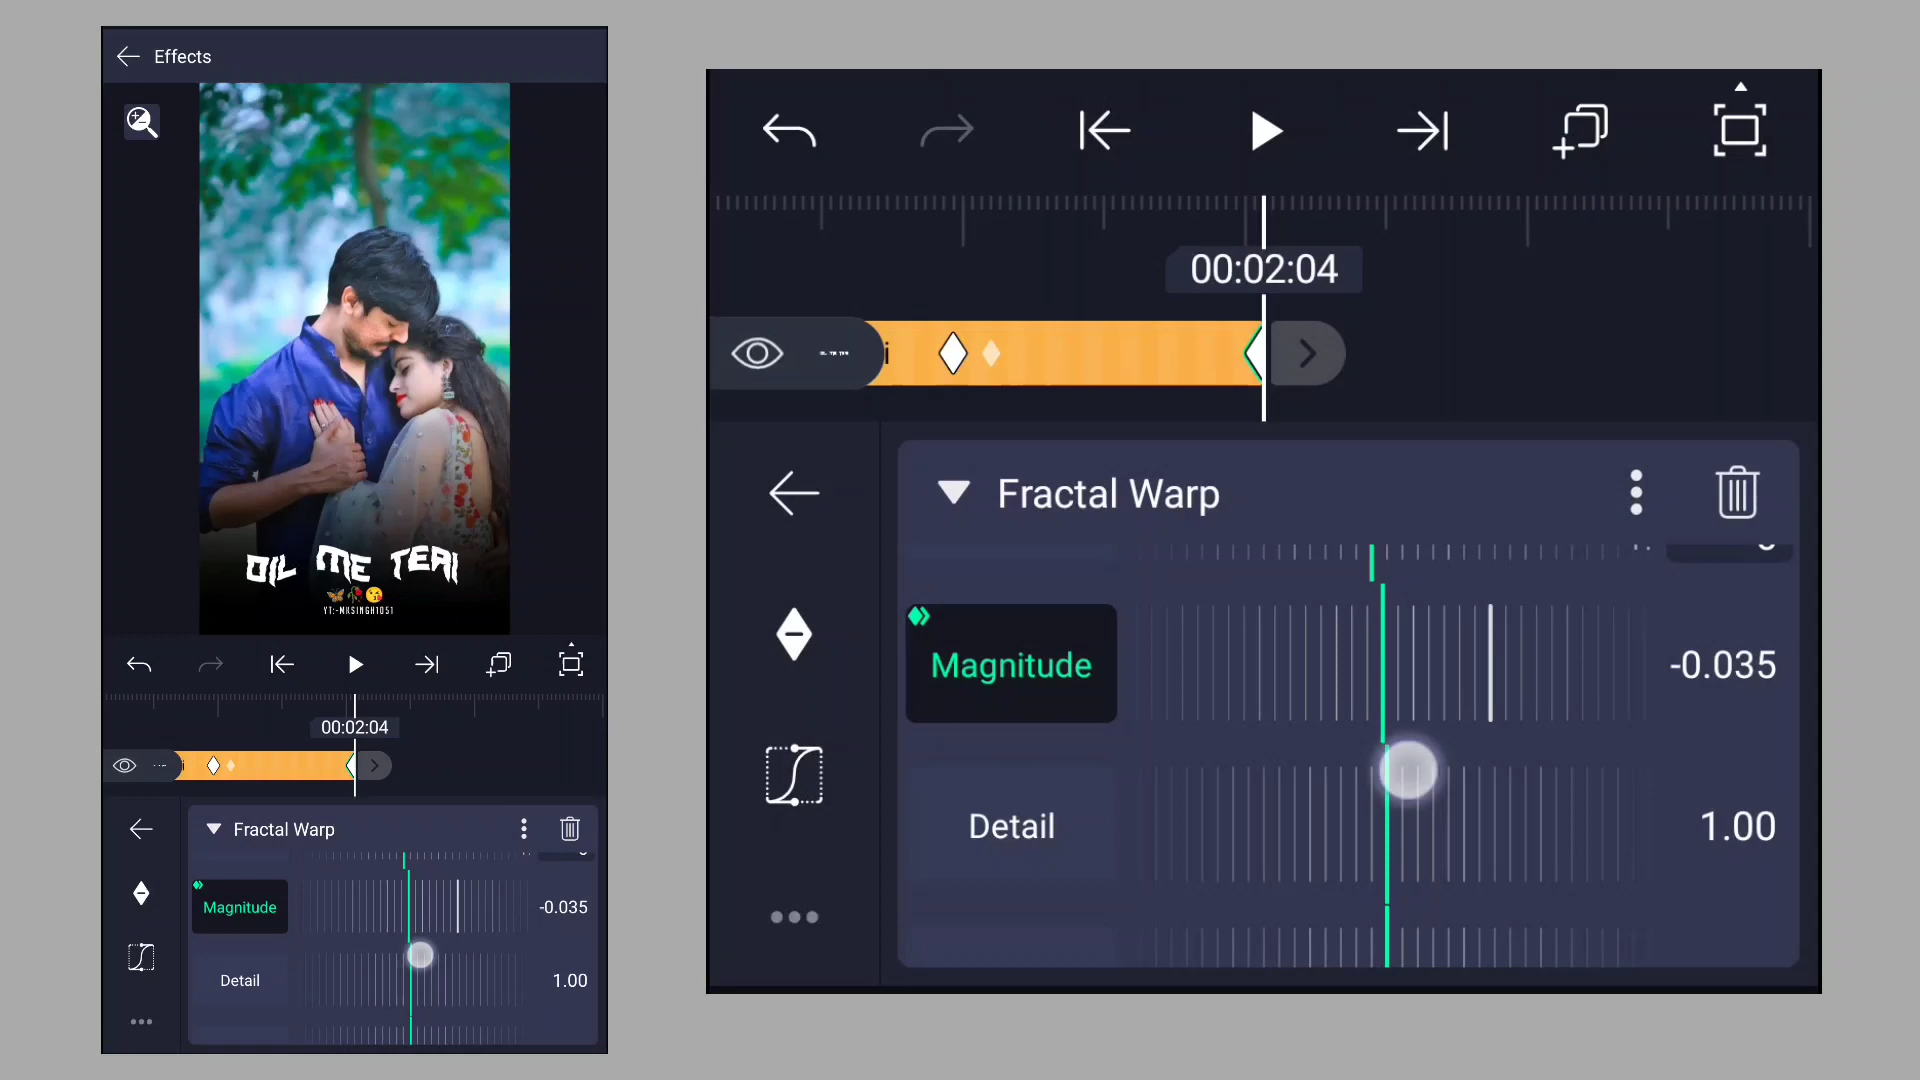 Effects
DIL ME TERI
YT:-MKSINGH1051
00:02:04
i
Fractal Warp
Magnitude
-0.035
Detail
1.00
00:02:04
i
Fractal Warp
Magnitude
-0.035
Detail
1.00